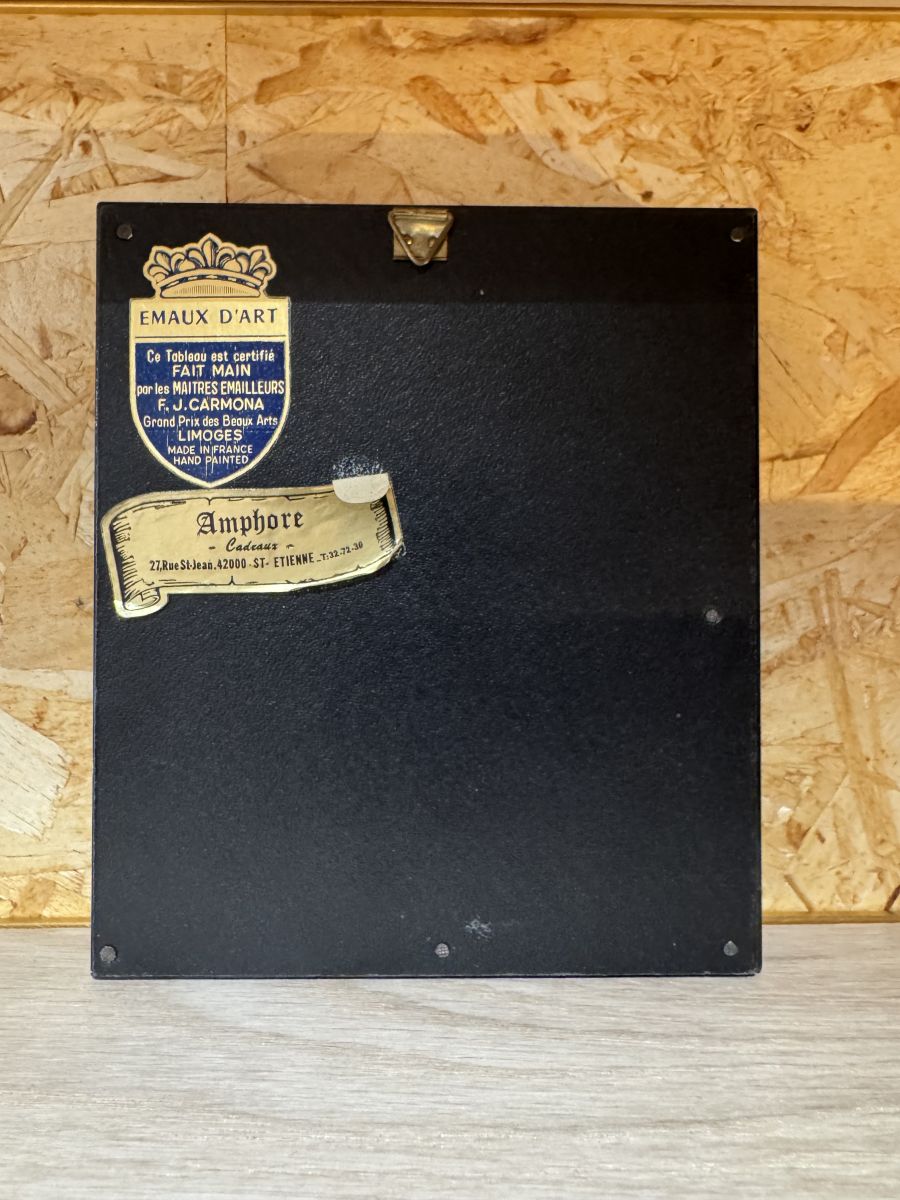 EMAUX D'ART
Ce Tableau est certifié
FAIT MAIN
par les MAITRES EMAILLEURS
F. J. CARMONA
Grand Prix des Beaux Arts
LIMOGES
MADE IN FRANCE
HAND PAINTED
Amphore
- Cadeaux -
27, Rue St-Jean, 42000 - ST- ETIENNE - T: 32-72-30